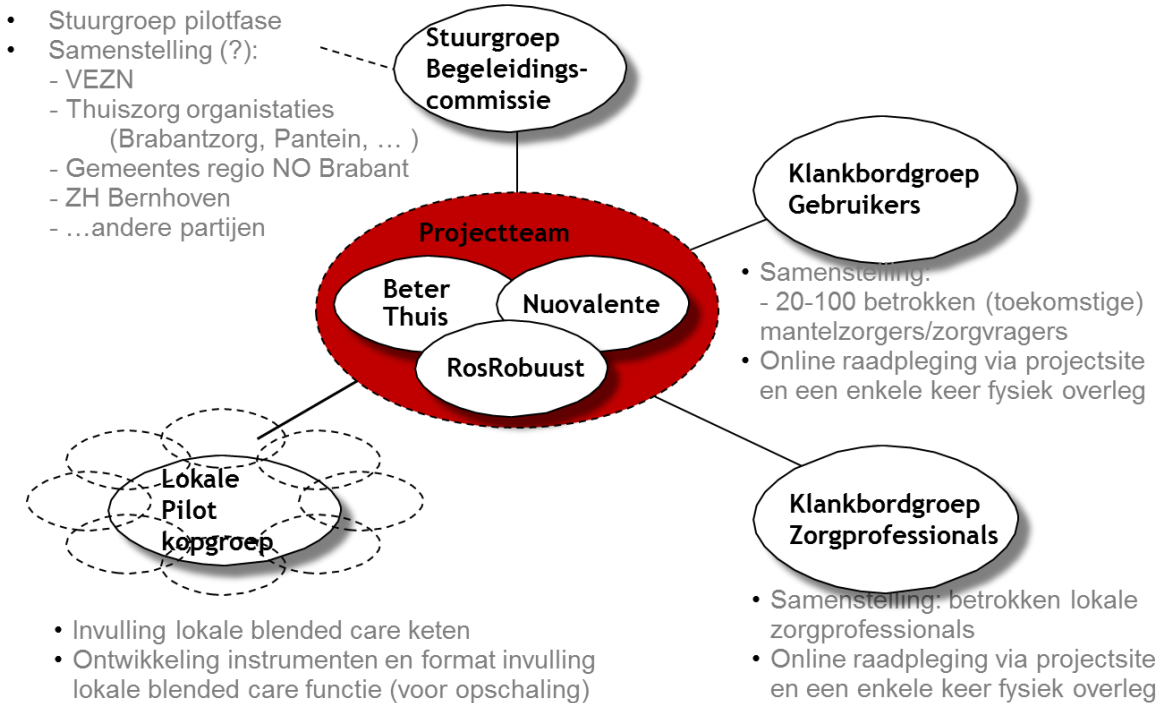 • Stuurgroep pilotfase
• Samenstelling (?):
- VEZN
- Thuiszorg organistaties
(Brabantzorg, Pantein, … )
- Gemeentes regio NO Brabant
- ZH Bernhoven
- …andere partijen
Stuurgroep
Begeleidings-
commissie
Klankbordgroep
Gebruikers
• Samenstelling:
- 20-100 betrokken (toekomstige)
mantelzorgers/zorgvragers
• Online raadpleging via projectsite
en een enkele keer fysiek overleg
Projectteam
Beter
Thuis
Nuovalente
RosRobuust
Lokale
Pilot
kopgroep
• Invulling lokale blended care keten
• Ontwikkeling instrumenten en format invulling
lokale blended care functie (voor opschaling)
Klankbordgroep
Zorgprofessionals
• Samenstelling: betrokken lokale
zorgprofessionals
• Online raadpleging via projectsite
en een enkele keer fysiek overleg